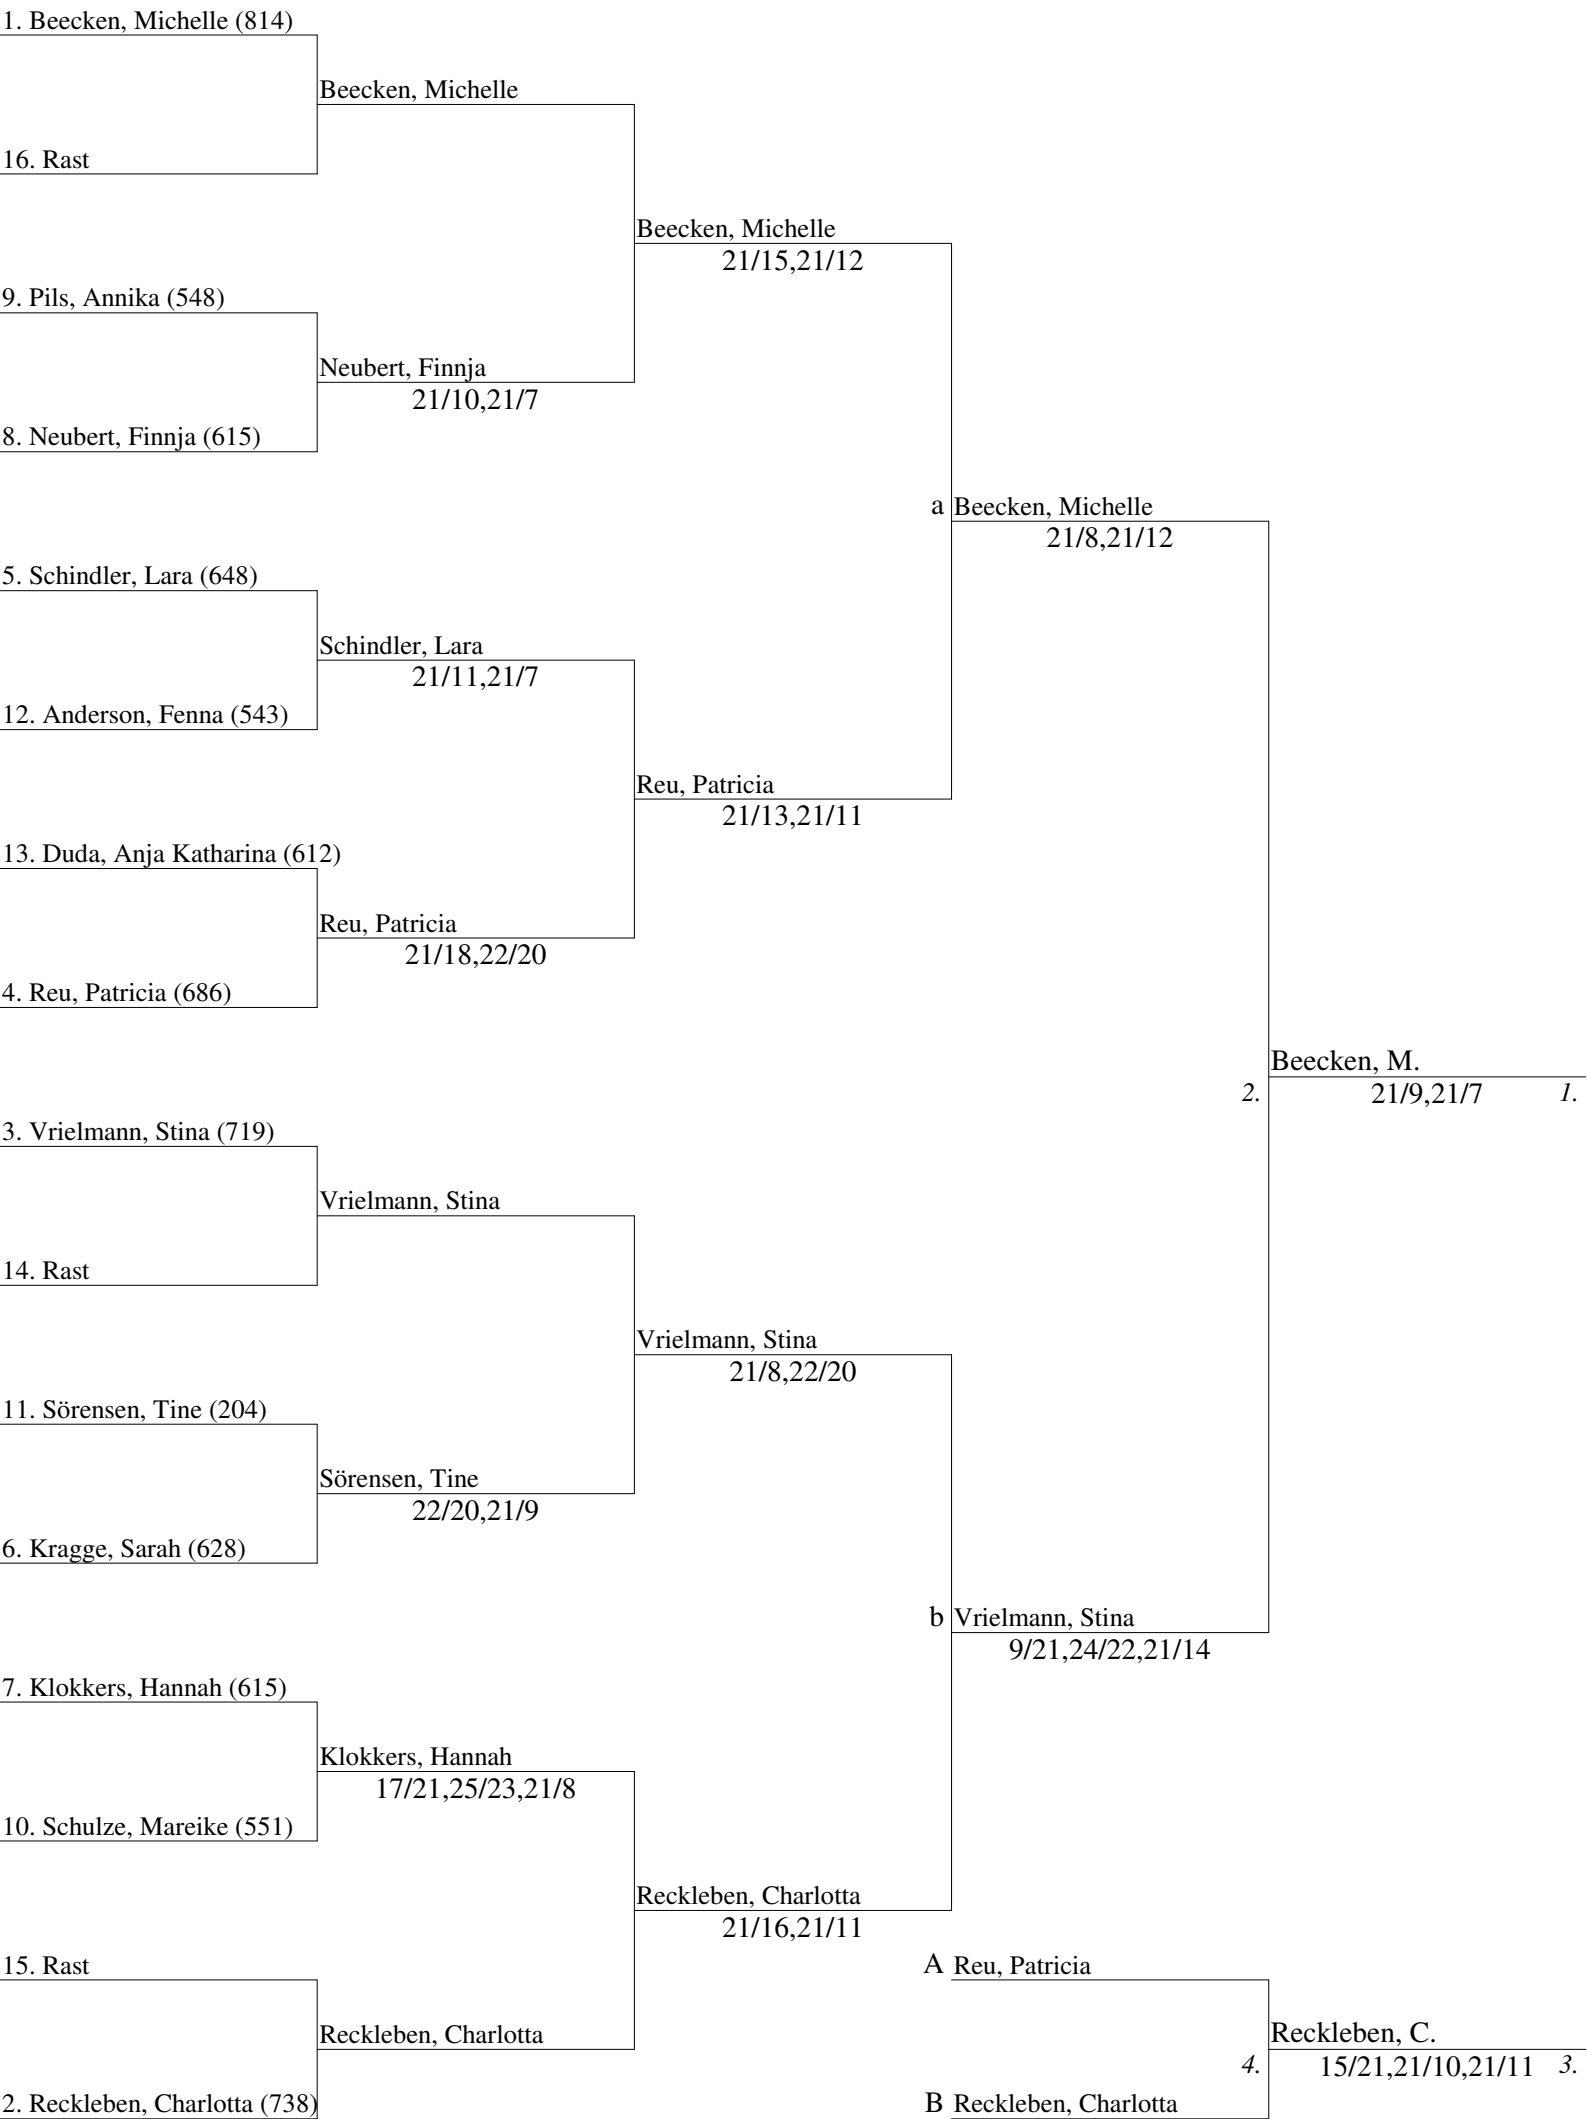 1. Beecken, Michelle (814)
Beecken, Michelle
16. Rast
Beecken, Michelle
21/15,21/12
9. Pils, Annika (548)
Neubert, Finnja
21/10,21/7
8. Neubert, Finnja (615)
a Beecken, Michelle
21/8,21/12
5. Schindler, Lara (648)
Schindler, Lara
21/11,21/7
12. Anderson, Fenna (543)
Reu, Patricia
21/13,21/11
13. Duda, Anja Katharina (612)
Reu, Patricia
21/18,22/20
4. Reu, Patricia (686)
Beecken, M.
2. 21/9,21/7 1.
3. Vrielmann, Stina (719)
Vrielmann, Stina
14. Rast
Vrielmann, Stina
21/8,22/20
11. Sörensen, Tine (204)
Sörensen, Tine
22/20,21/9
6. Kragge, Sarah (628)
b Vrielmann, Stina
9/21,24/22,21/14
7. Klokkers, Hannah (615)
Klokkers, Hannah
17/21,25/23,21/8
10. Schulze, Mareike (551)
Reckleben, Charlotta
21/16,21/11
15. Rast
A Reu, Patricia
Reckleben, Charlotta
Reckleben, C.
4. 15/21,21/10,21/11 3.
2. Reckleben, Charlotta (738)
B Reckleben, Charlotta